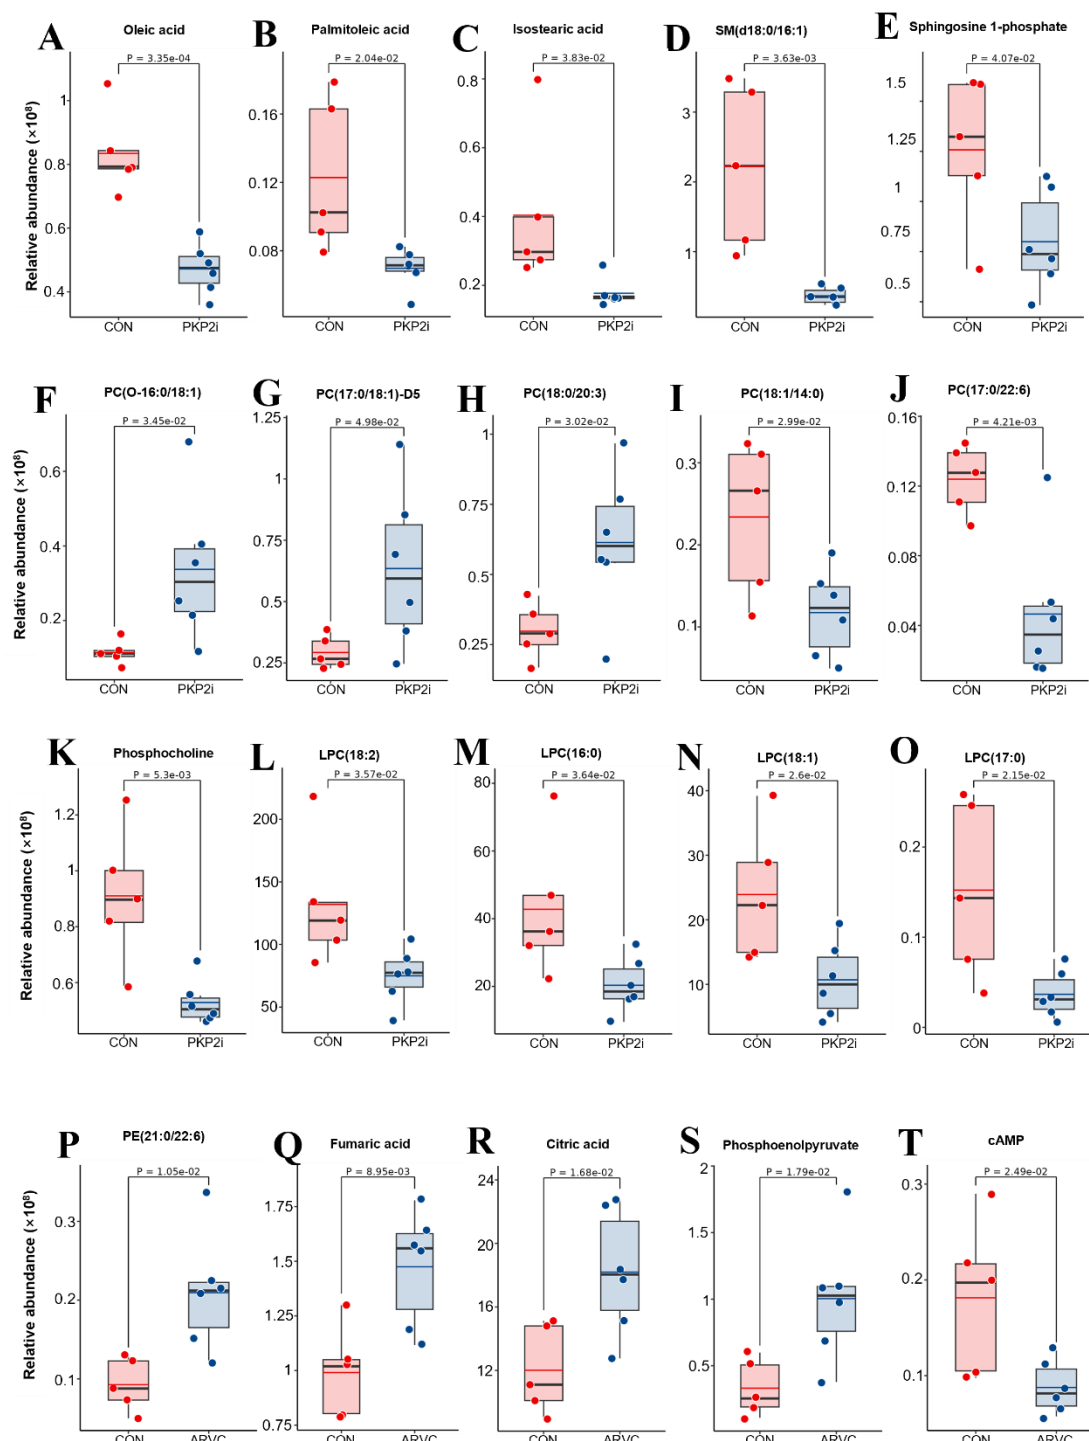 A Oleic acid
P = 3.35e-04
Relative abundance (×10⁸)
1
0.8
0.6
0.4
CON PKP2i
B Palmitoleic acid
P = 2.04e-02
0.16
0.12
0.08
CON PKP2i
C Isostearic acid
P = 3.83e-02
0.8
0.6
0.4
0.2
CON PKP2i
D SM(d18:0/16:1)
P = 3.63e-03
3
2
1
CON PKP2i
E Sphingosine 1-phosphate
P = 4.07e-02
1.5
1.25
1
0.75
0.5
CON PKP2i
F PC(O-16:0/18:1)
P = 3.45e-02
Relative abundance (×10⁸)
0.6
0.4
0.2
CON PKP2i
G PC(17:0/18:1)-D5
P = 4.98e-02
1.25
1
0.75
0.5
0.25
CON PKP2i
H PC(18:0/20:3)
P = 3.02e-02
1
0.75
0.5
0.25
CON PKP2i
I PC(18:1/14:0)
P = 2.99e-02
0.3
0.2
0.1
CON PKP2i
J PC(17:0/22:6)
P = 4.21e-03
0.16
0.12
0.08
0.04
CON PKP2i
K Phosphocholine
P = 5.3e-03
Relative abundance (×10⁸)
1.2
1
0.8
0.6
CON PKP2i
L LPC(18:2)
P = 3.57e-02
200
150
100
50
CON PKP2i
M LPC(16:0)
P = 3.64e-02
80
60
40
20
CON PKP2i
N LPC(18:1)
P = 2.6e-02
40
30
20
10
CON PKP2i
O LPC(17:0)
P = 2.15e-02
0.2
0.1
0
CON PKP2i
P PE(21:0/22:6)
P = 1.05e-02
Relative abundance (×10⁸)
0.3
0.2
0.1
CON ARVC
Q Fumaric acid
P = 8.95e-03
1.75
1.5
1.25
1
0.75
CON ARVC
R Citric acid
P = 1.68e-02
24
20
16
12
CON ARVC
S Phosphoenolpyruvate
P = 1.79e-02
2
1.5
1
0.5
CON ARVC
T cAMP
P = 2.49e-02
0.3
0.2
0.1
CON ARVC